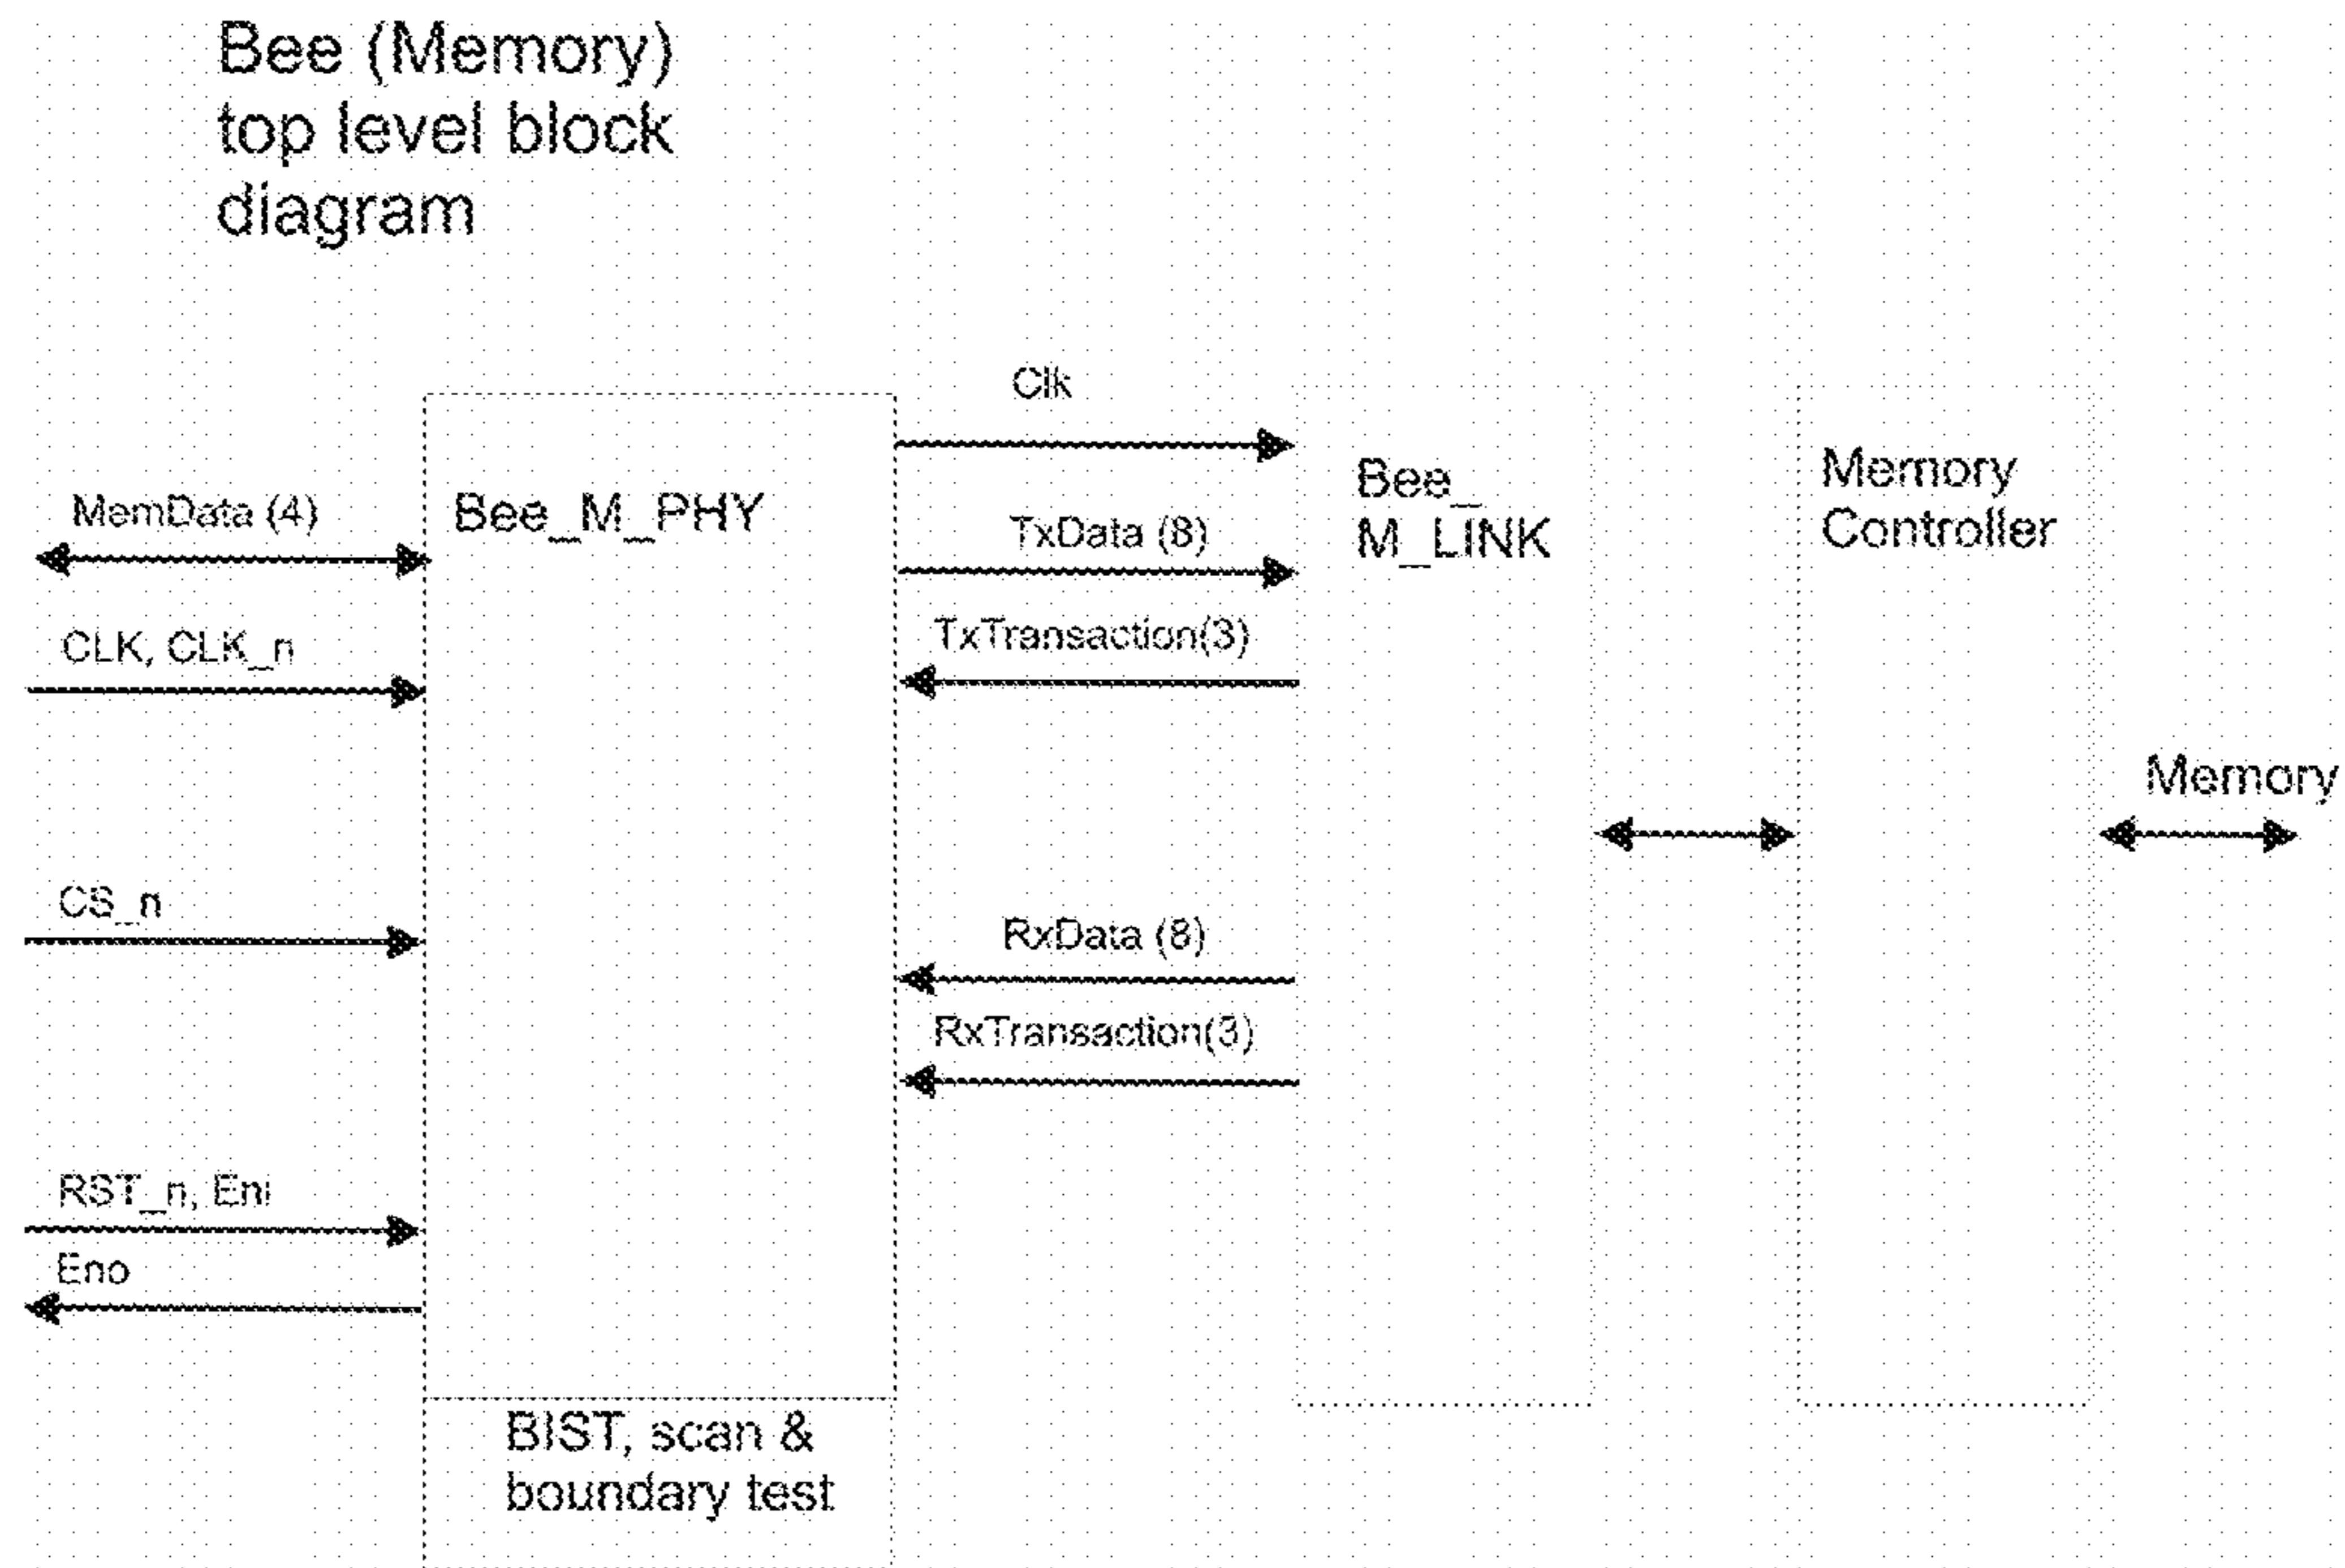 Bee (Memory)
top level block
diagram
Clk
MemData (4)
Bee_M_PHY
TxData (8)
Bee_
M_LINK
Memory
Controller
CLK, CLK_n
TxTransaction(3)
Memory
CS_n
RxData (8)
RxTransaction(3)
RST_n, Eni
Eno
BIST, scan &
boundary test